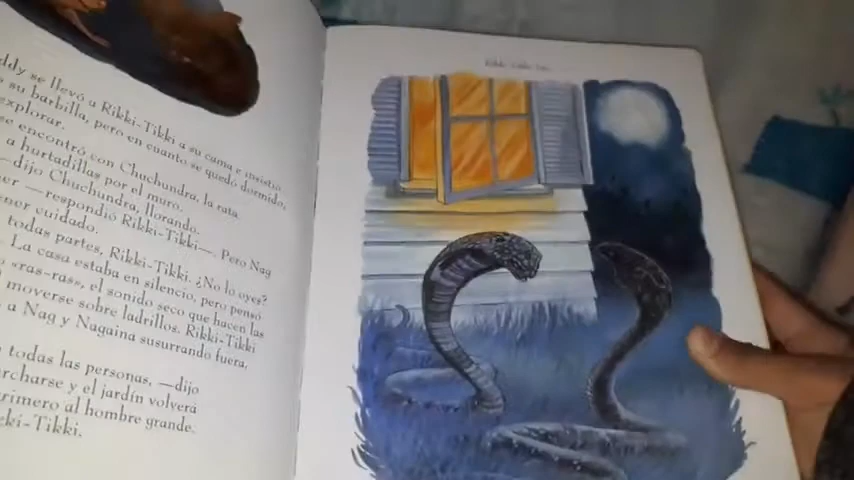 ddy se llevó a Rikki-Tikki a su cama e insistió
su barbilla, pero en cuanto se quedó dormido,
explorar.
se encontró con Chuchundra, la rata
a hurtadillas por el muro.
—dijo Chuchundra, llorando.
er —respondió Rikki-Tikki—. Pero Nag
ner cuidado.
todas partes, Rikki-Tikki. ¿No lo oyes?
La casa estaba en silencio, pero pensó
«ras-ras», el sonido seco que hacen las
moverse sobre ladrillos. Rikki-Tikki
a Nag y Nagaina susurrando fuera.
todas las personas, —dijo
rcharse y el jardín volverá
rimero al hombre grande.
ki-Tikki.